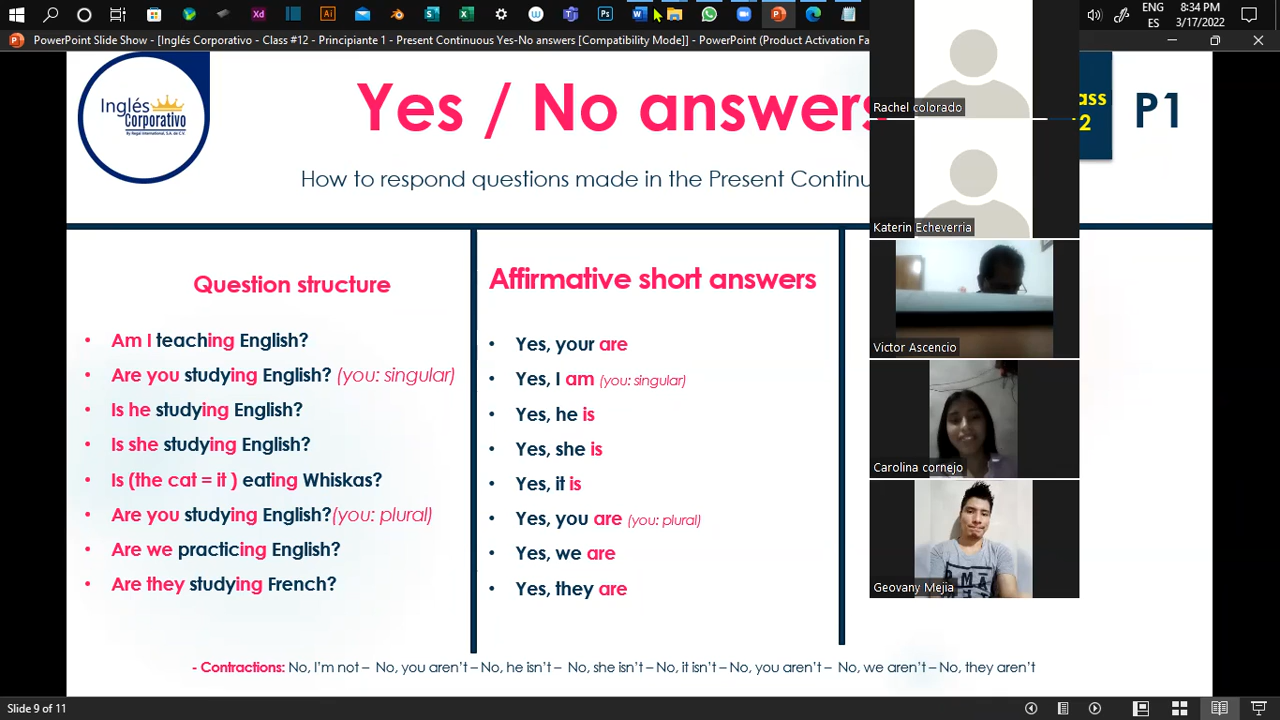 ENG
8:34 PM
ES
3/17/2022
PowerPoint Slide Show - [Inglés Corporativo - Class #12 - Principiante 1 - Present Continuous Yes-No answers [Compatibility Mode]] - PowerPoint (Product Activation Fa
Inglés
Corporativo
By Regal International, S.A. de C.V.
Yes / No answers
ass
2
P1
How to respond questions made in the Present Continu
Question structure
• Am I teaching English?
• Are you studying English? (you: singular)
• Is he studying English?
• Is she studying English?
• Is (the cat = it ) eating Whiskas?
• Are you studying English?(you: plural)
• Are we practicing English?
• Are they studying French?
Affirmative short answers
• Yes, your are
• Yes, I am (you: singular)
• Yes, he is
• Yes, she is
• Yes, it is
• Yes, you are (you: plural)
• Yes, we are
• Yes, they are
- Contractions: No, I'm not – No, you aren't – No, he isn't – No, she isn't – No, it isn't – No, you aren't – No, we aren't – No, they aren't
Rachel colorado
Katerin Echeverria
Victor Ascencio
Carolina cornejo
Geovany Mejia
Slide 9 of 11